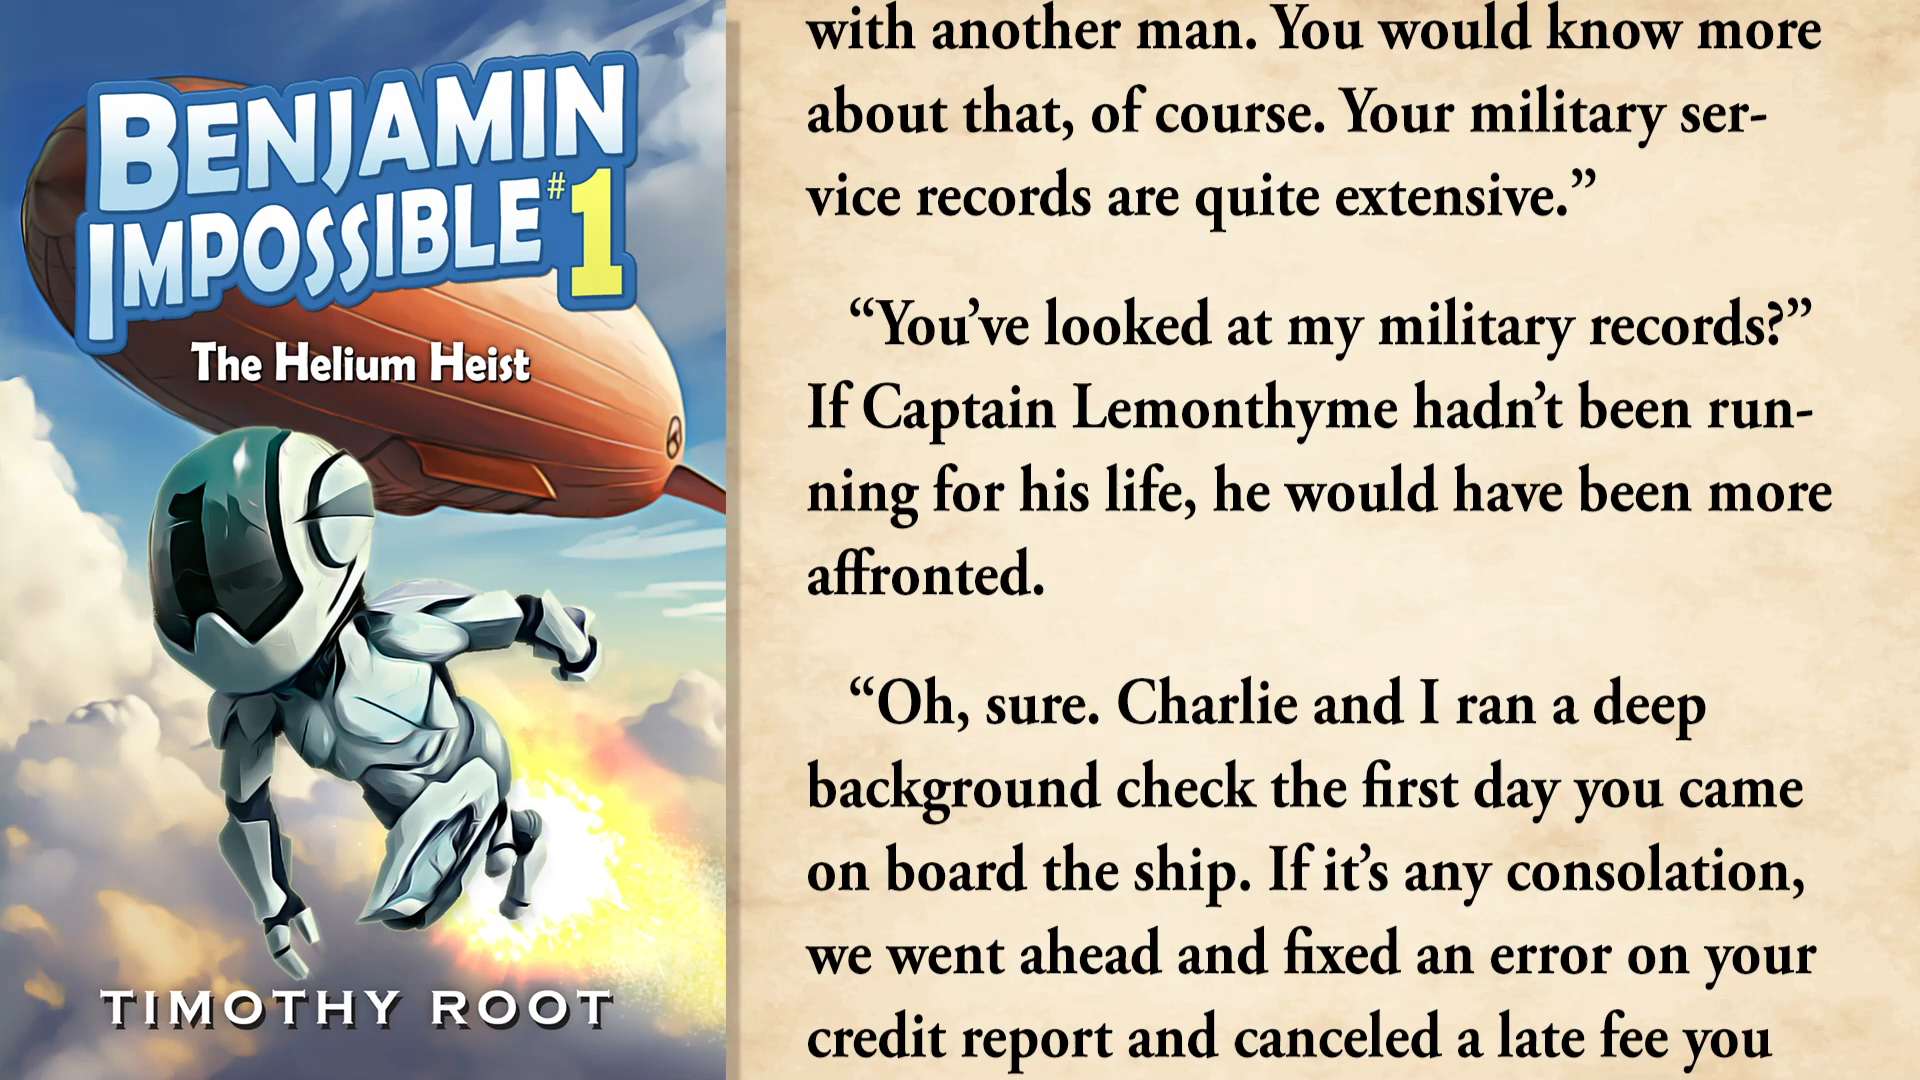 BENJAMIN
IMPOSSIBLE #1
The Helium Heist
TIMOTHY ROOT
with another man. You would know more
about that, of course. Your military ser-
vice records are quite extensive.”
“You’ve looked at my military records?”
If Captain Lemonthyme hadn’t been run-
ning for his life, he would have been more
affronted.
“Oh, sure. Charlie and I ran a deep
background check the first day you came
on board the ship. If it’s any consolation,
we went ahead and fixed an error on your
credit report and canceled a late fee you